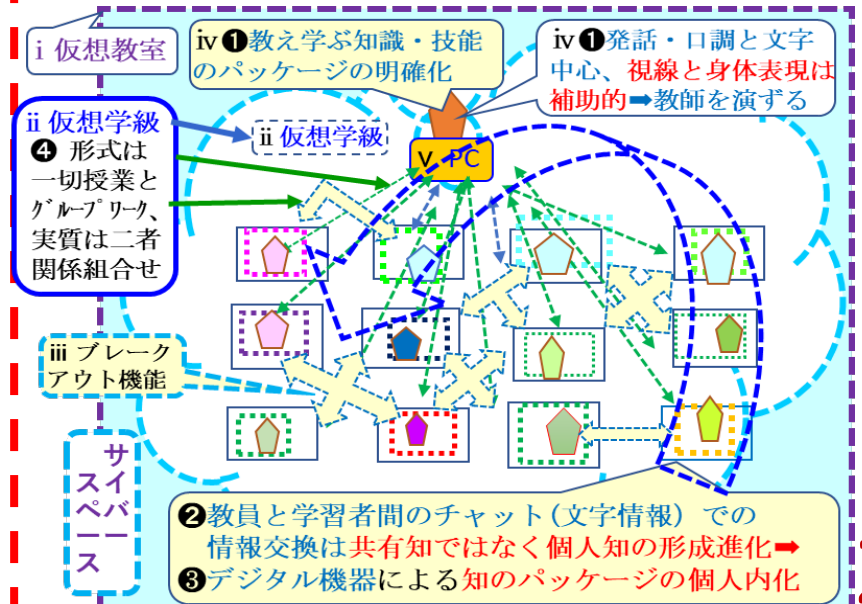 ⅰ仮想教室
ⅳ❶教え学ぶ知識・技能
のパッケージの明確化
ⅳ❶発話・口調と文字
中心、視線と身体表現は
補助的➡教師を演ずる
ⅱ仮想学級
❹ 形式は
一切授業と
グループワーク、
実質は二者
関係組合せ
ⅱ仮想学級
ⅴ PC
ⅲブレーク
アウト機能
サイバー
スペース
❷教員と学習者間のチャット(文字情報）での
情報交換は共有知ではなく個人知の形成進化➡
❸デジタル機器による知のパッケージの個人内化